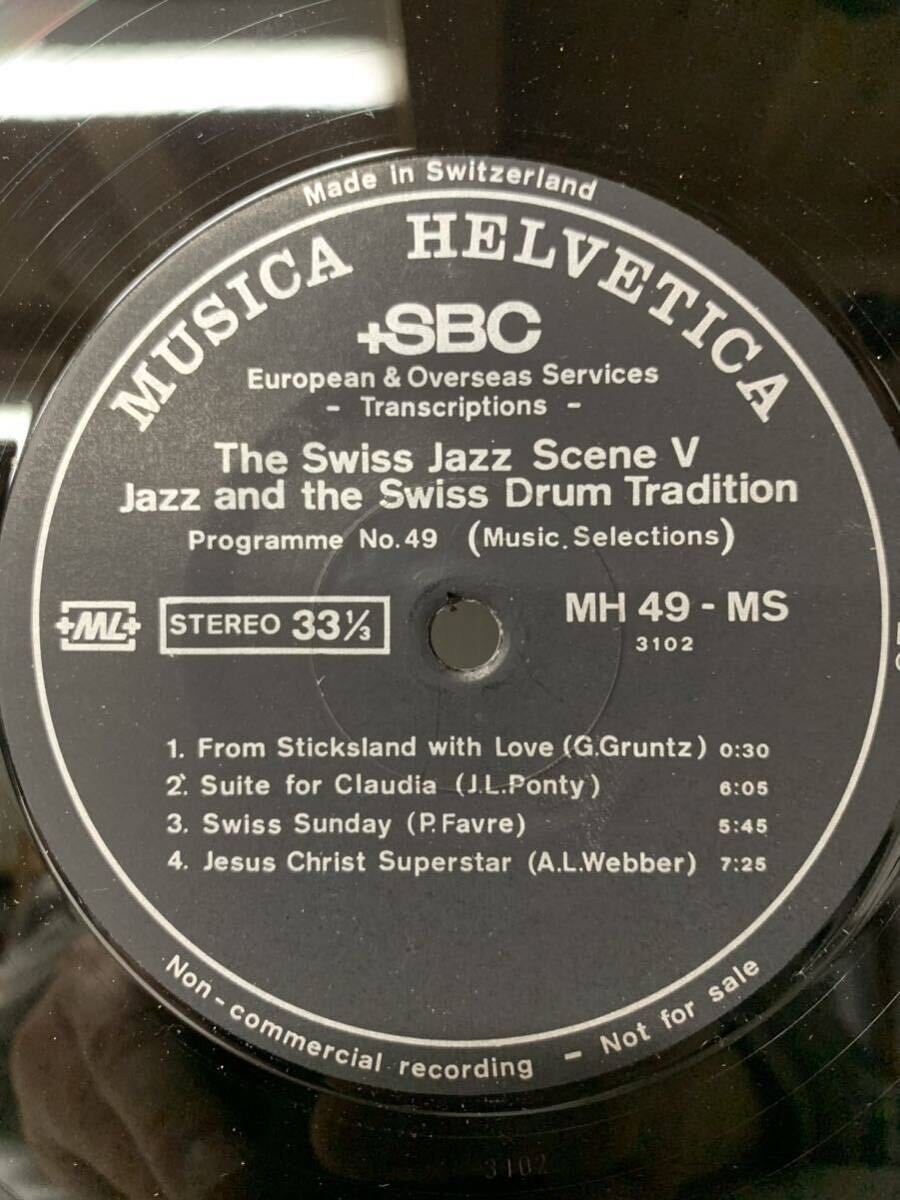 Made in Switzerland
MUSICA HELVETICA
+SBC
European & Overseas Services
- Transcriptions -
The Swiss Jazz Scene V
Jazz and the Swiss Drum Tradition
Programme No.49 (Music.Selections)
+ML+
STEREO 33⅓
MH 49 - MS
3102
1. From Sticksland with Love (G.Gruntz) 0:30
2. Suite for Claudia (J.L.Ponty) 6:05
3. Swiss Sunday (P.Favre) 5:45
4. Jesus Christ Superstar (A.L.Webber) 7:25
Non-commercial recording - Not for sale
3102